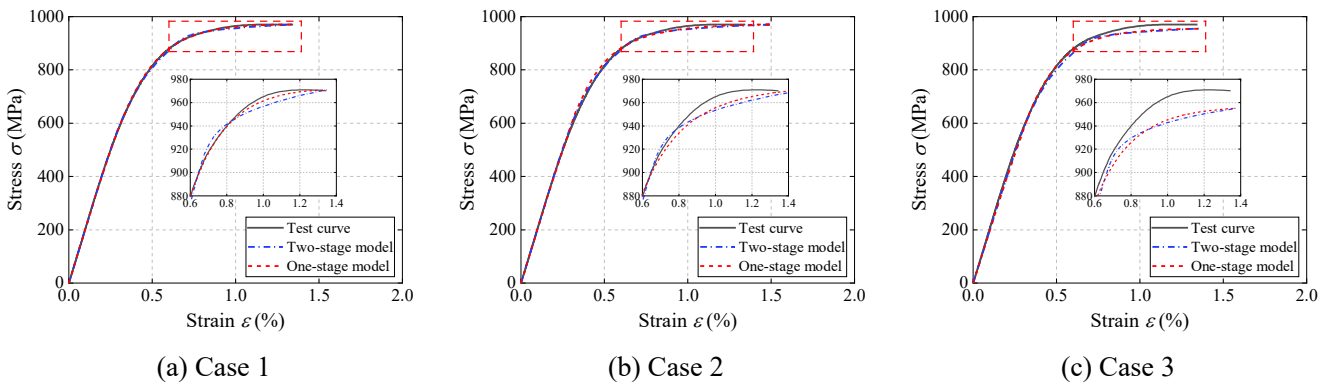 1000
800
600
400
200
0
Stress σ (MPa)
980
960
940
920
900
880
0.6 0.8 1.0 1.2 1.4
Test curve
Two-stage model
One-stage model
0.0 0.5 1.0 1.5 2.0
Strain ε (%)
(a) Case 1
1000
800
600
400
200
0
Stress σ (MPa)
980
960
940
920
900
880
0.6 0.8 1.0 1.2 1.4
Test curve
Two-stage model
One-stage model
0.0 0.5 1.0 1.5 2.0
Strain ε (%)
(b) Case 2
1000
800
600
400
200
0
Stress σ (MPa)
980
960
940
920
900
880
0.6 0.8 1.0 1.2 1.4
Test curve
Two-stage model
One-stage model
0.0 0.5 1.0 1.5 2.0
Strain ε (%)
(c) Case 3